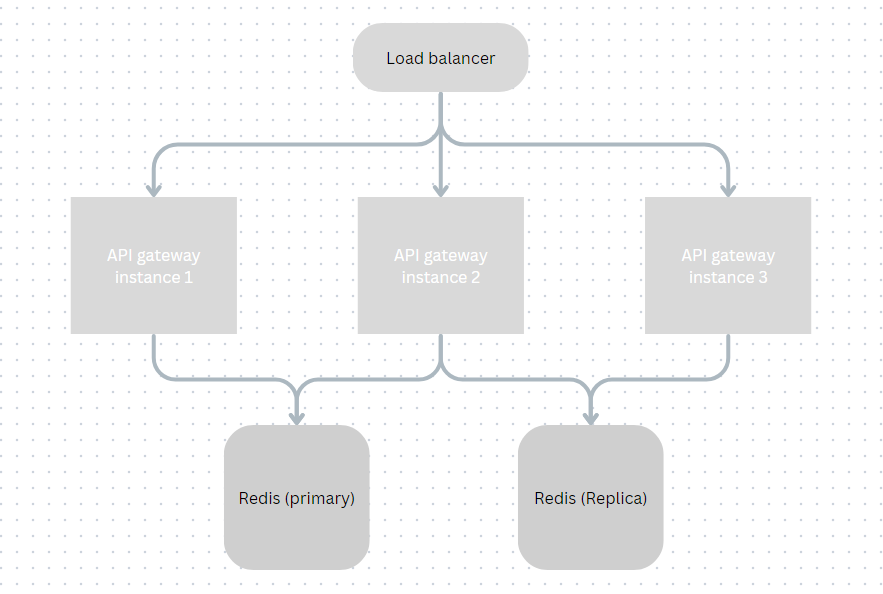 Load balancer
API gateway
instance 1
API gateway
instance 2
API gateway
instance 3
Redis (primary)
Redis (Replica)